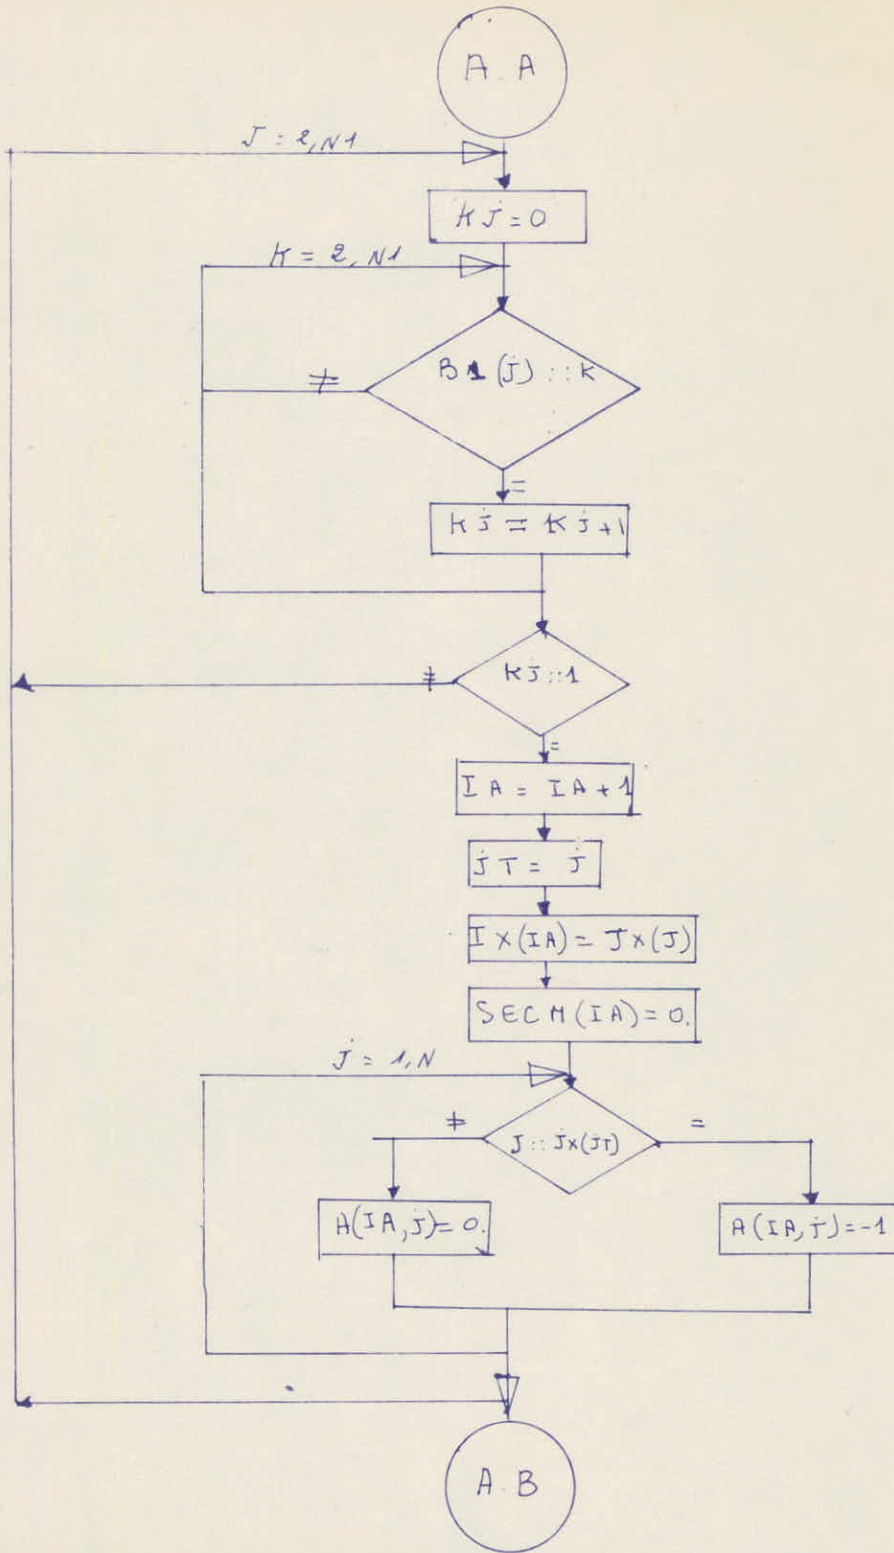 A.A
J = 2, N1
KJ = 0
K = 2, N1
B1(J) :: K
≠
=
KJ = KJ + 1
KJ :: 1
≠
=
IA = IA + 1
JT = J
IX(IA) = JX(J)
SECM(IA) = 0.
J = 1, N
≠
J :: JX(JT)
=
A(IA, J) = 0.
A(IA, J) = -1
A.B